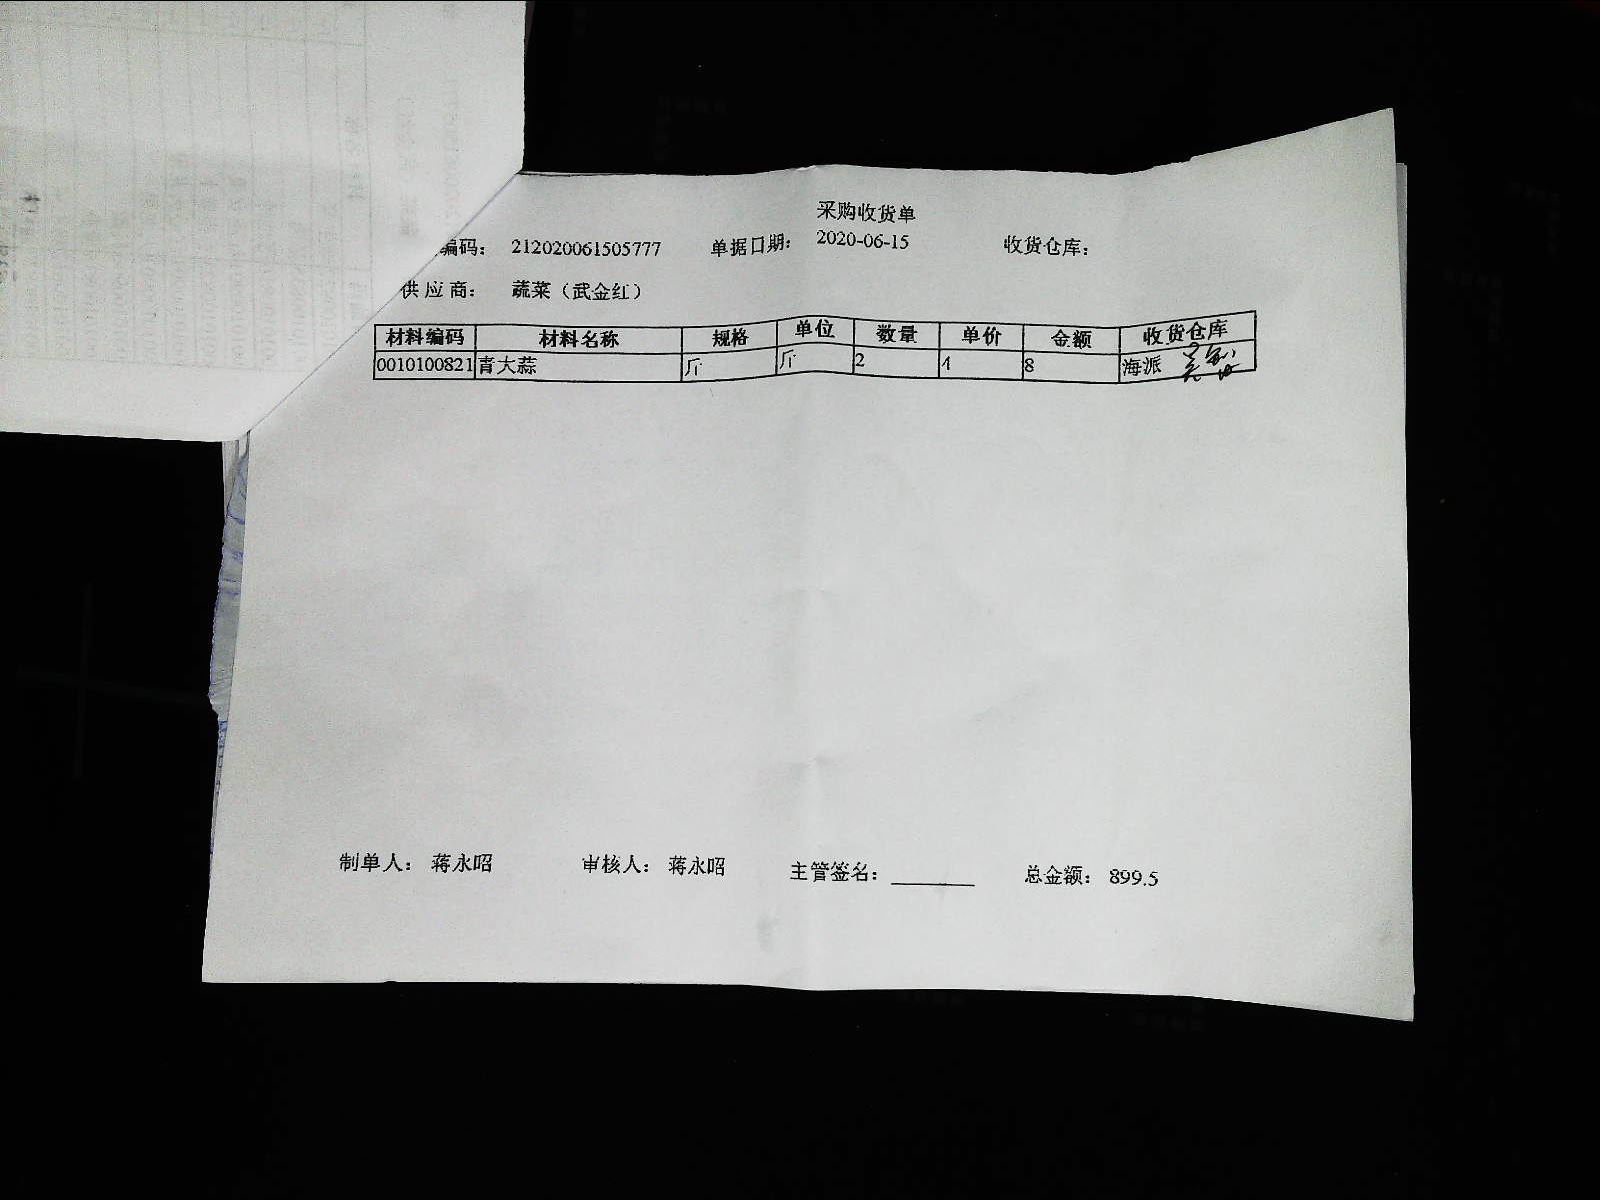 采购收货单
编码： 212020061505777 单据日期： 2020-06-15 收货仓库：
供应商： 蔬菜（武金红）
材料编码 材料名称 规格 单位 数量 单价 金额 收货仓库
0010100821 青大蒜 斤 斤 2 4 8 海派
制单人： 蒋永昭 审核人： 蒋永昭 主管签名： 总金额： 899.5